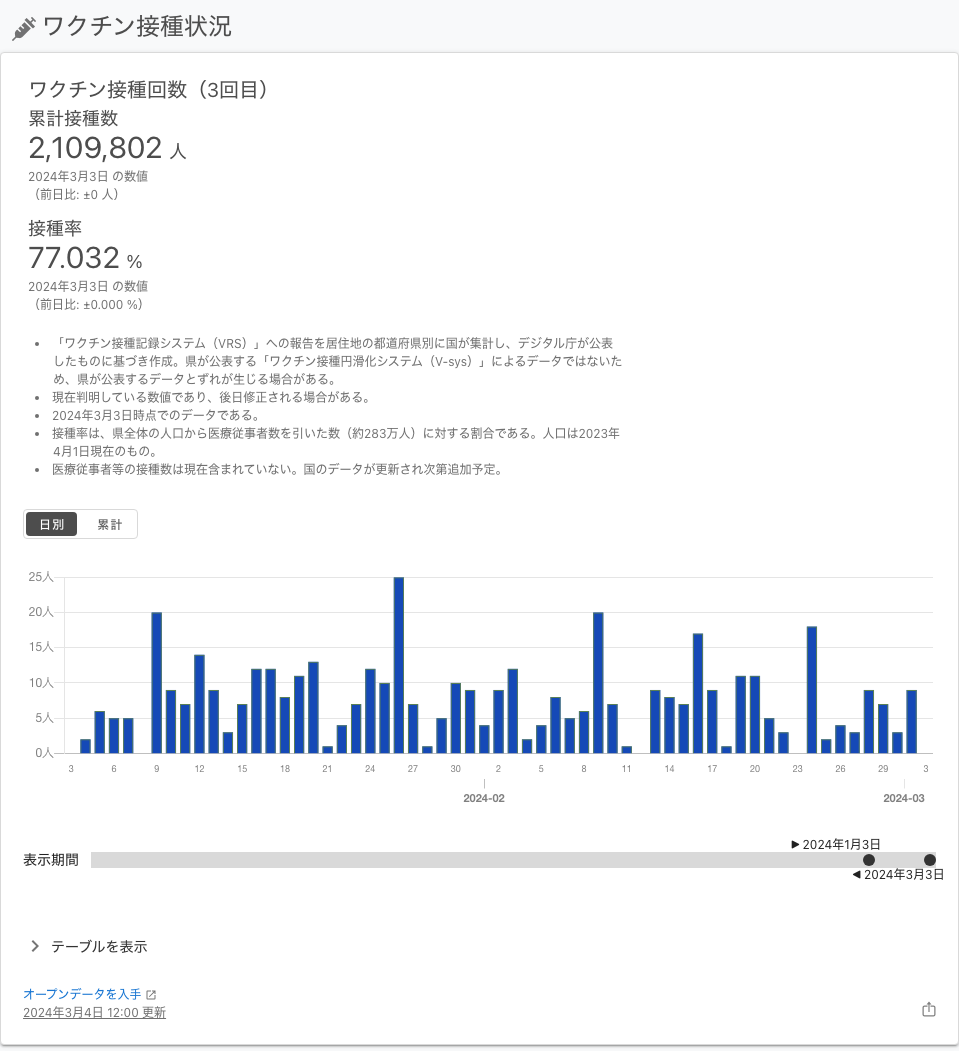 ワクチン接種状況
ワクチン接種回数（3回目）
累計接種数
2,109,802 人
2024年3月3日 の数値
（前日比: ±0 人）
接種率
77.032 %
2024年3月3日 の数値
（前日比: ±0.000 %）
• 「ワクチン接種記録システム（VRS）」への報告を居住地の都道府県別に国が集計し、デジタル庁が公表
したものに基づき作成。県が公表する「ワクチン接種円滑化システム（V-sys）」によるデータではないた
め、県が公表するデータとずれが生じる場合がある。
• 現在判明している数値であり、後日修正される場合がある。
• 2024年3月3日時点でのデータである。
• 接種率は、県全体の人口から医療従事者数を引いた数（約283万人）に対する割合である。人口は2023年
4月1日現在のもの。
• 医療従事者等の接種数は現在含まれていない。国のデータが更新され次第追加予定。
日別 累計
25人
20人
15人
10人
5人
0人
3 6 9 12 15 18 21 24 27 30 2 5 8 11 14 17 20 23 26 29 3
2024-02 2024-03
▶ 2024年1月3日
表示期間
◀ 2024年3月3日
テーブルを表示
オープンデータを入手
2024年3月4日 12:00 更新